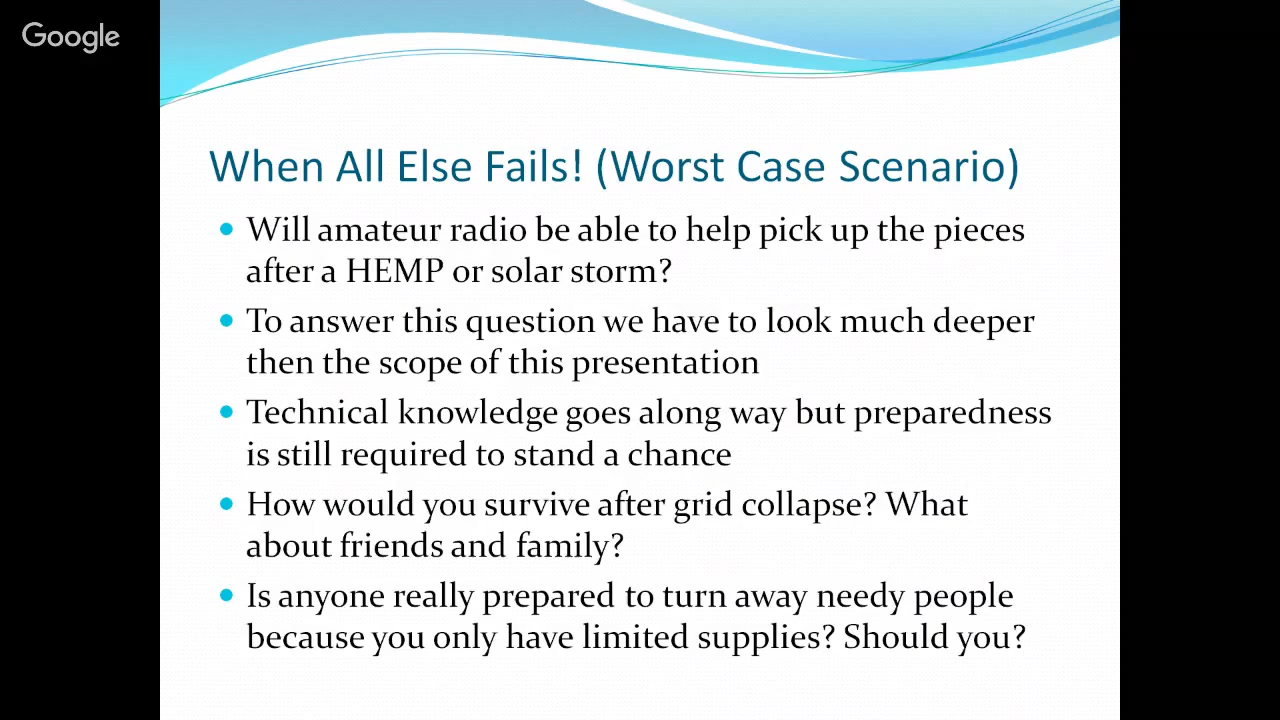 Google
When All Else Fails! (Worst Case Scenario)
Will amateur radio be able to help pick up the pieces
after a HEMP or solar storm?
To answer this question we have to look much deeper
then the scope of this presentation
Technical knowledge goes along way but preparedness
is still required to stand a chance
How would you survive after grid collapse? What
about friends and family?
Is anyone really prepared to turn away needy people
because you only have limited supplies? Should you?